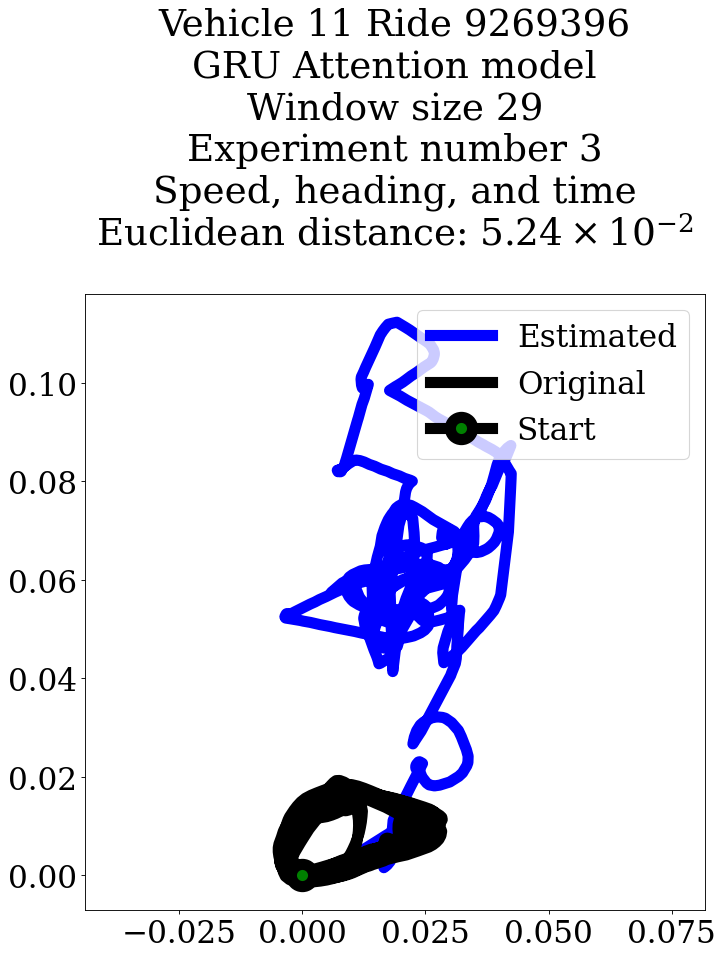 Vehicle 11 Ride 9269396
GRU Attention model
Window size 29
Experiment number 3
Speed, heading, and time
Euclidean distance: 5.24 × 10⁻²
Estimated
Original
Start
0.10
0.08
0.06
0.04
0.02
0.00
−0.025 0.000 0.025 0.050 0.075